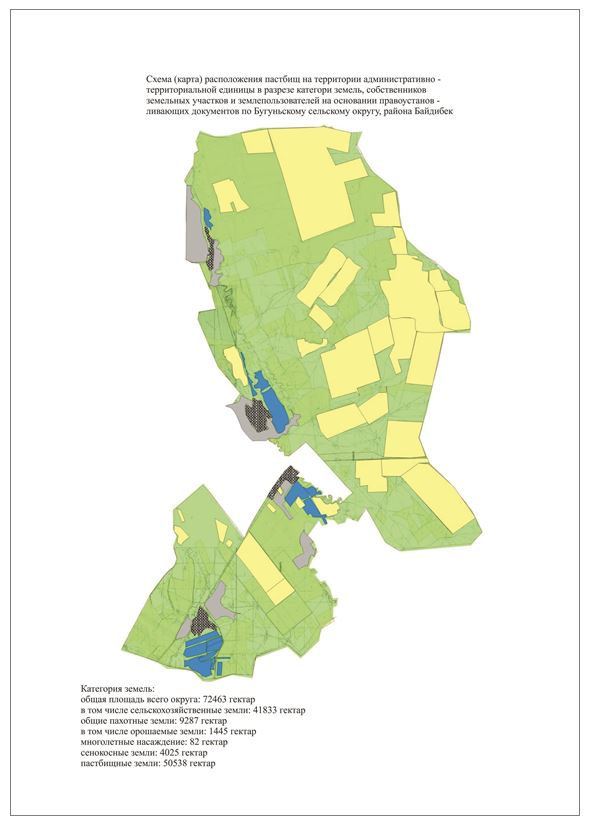 Схема (карта) расположения пастбищ на территории административно -
территориальной единицы в разрезе категори земель, собственников
земельных участков и землепользователей на основании правоустанов -
ливающих документов по Бугуньскому сельскому округу, района Байдибек
Категория земель:
общая площадь всего округа: 72463 гектар
в том числе сельскохозяйственные земли: 41833 гектар
общие пахотные земли: 9287 гектар
в том числе орошаемые земли: 1445 гектар
многолетные насаждение: 82 гектар
сенокосные земли: 4025 гектар
пастбищные земли: 50538 гектар